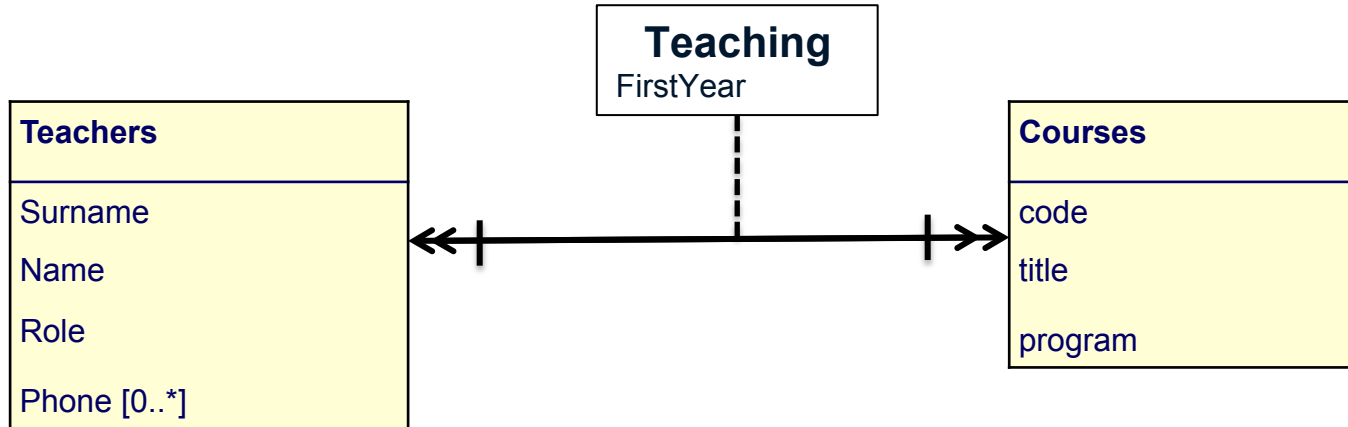 Teaching
FirstYear
Teachers
Surname
Name
Role
Phone [0..*]
Courses
code
title
program